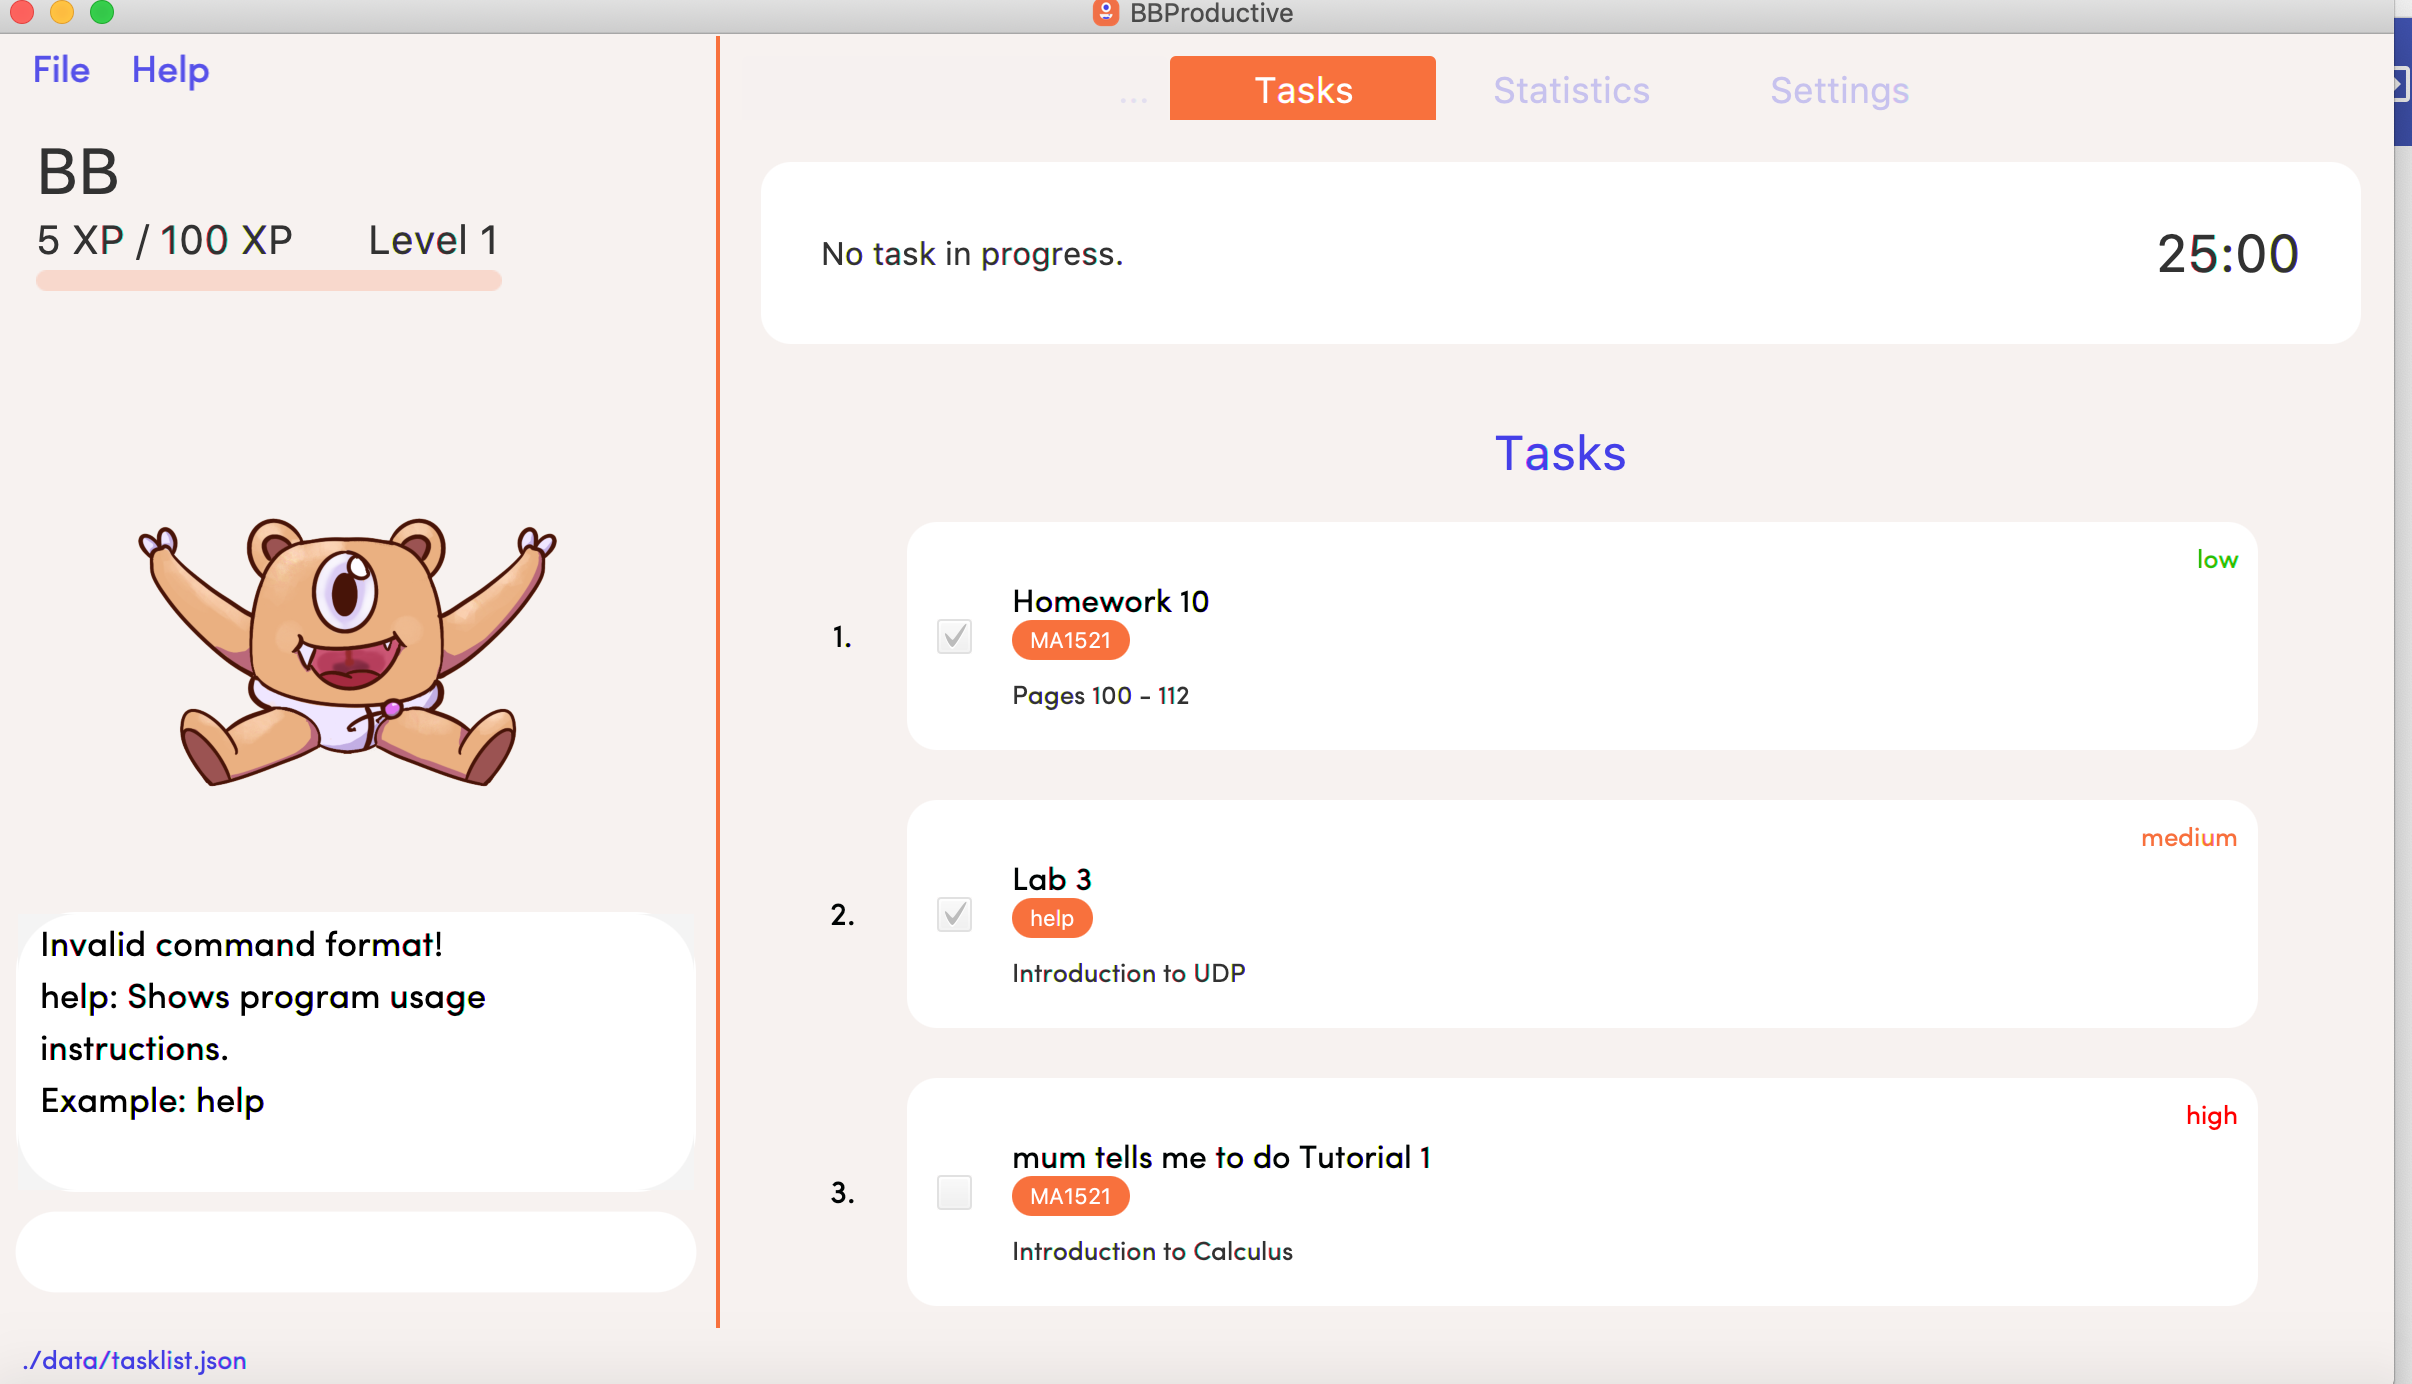 BBProductive
File Help
... Tasks Statistics Settings
BB
5 XP / 100 XP Level 1
No task in progress. 25:00
Tasks
low
1. Homework 10
MA1521
Pages 100 - 112
medium
2. Lab 3
help
Introduction to UDP
high
3. mum tells me to do Tutorial 1
MA1521
Introduction to Calculus
Invalid command format!
help: Shows program usage
instructions.
Example: help
./data/tasklist.json